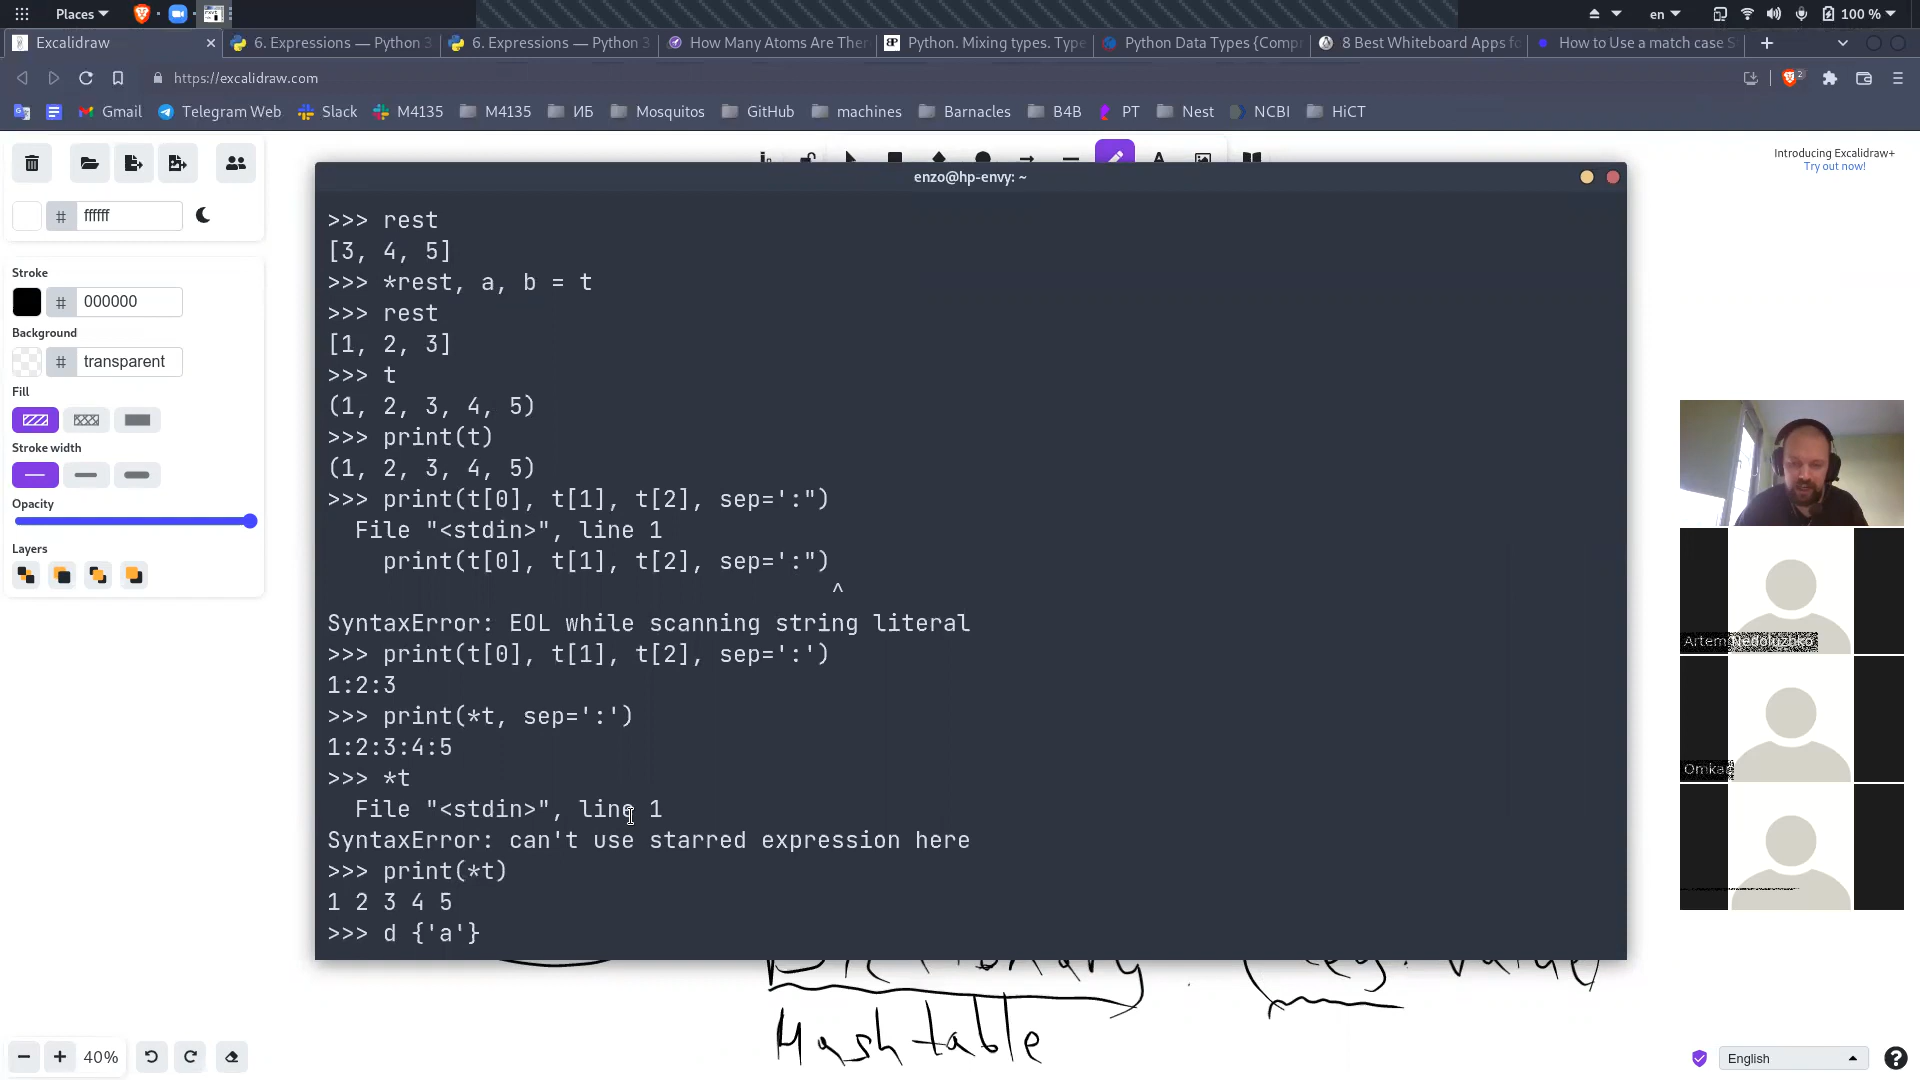 Places
en
100 %
Excalidraw
6. Expressions — Python 3
6. Expressions — Python 3
How Many Atoms Are Ther
Python. Mixing types. Type
Python Data Types {Comp
8 Best Whiteboard Apps fo
How to Use a match case S
https://excalidraw.com
2
Gmail
Telegram Web
Slack
M4135
M4135
ИБ
Mosquitos
GitHub
machines
Barnacles
B4B
PT
Nest
NCBI
HiCT
Introducing Excalidraw+
Try out now!
# ffffff
Stroke
# 000000
Background
# transparent
Fill
Stroke width
Opacity
Layers
enzo@hp-envy: ~
>>> rest
[3, 4, 5]
>>> *rest, a, b = t
>>> rest
[1, 2, 3]
>>> t
(1, 2, 3, 4, 5)
>>> print(t)
(1, 2, 3, 4, 5)
>>> print(t[0], t[1], t[2], sep=':")
File "<stdin>", line 1
print(t[0], t[1], t[2], sep=':")
^
SyntaxError: EOL while scanning string literal
>>> print(t[0], t[1], t[2], sep=':')
1:2:3
>>> print(*t, sep=':')
1:2:3:4:5
>>> *t
File "<stdin>", line 1
SyntaxError: can't use starred expression here
>>> print(*t)
1 2 3 4 5
>>> d {'a'}
Artem Nedoluzhko
Omkar
Dictionary
value
Hash table
40%
English